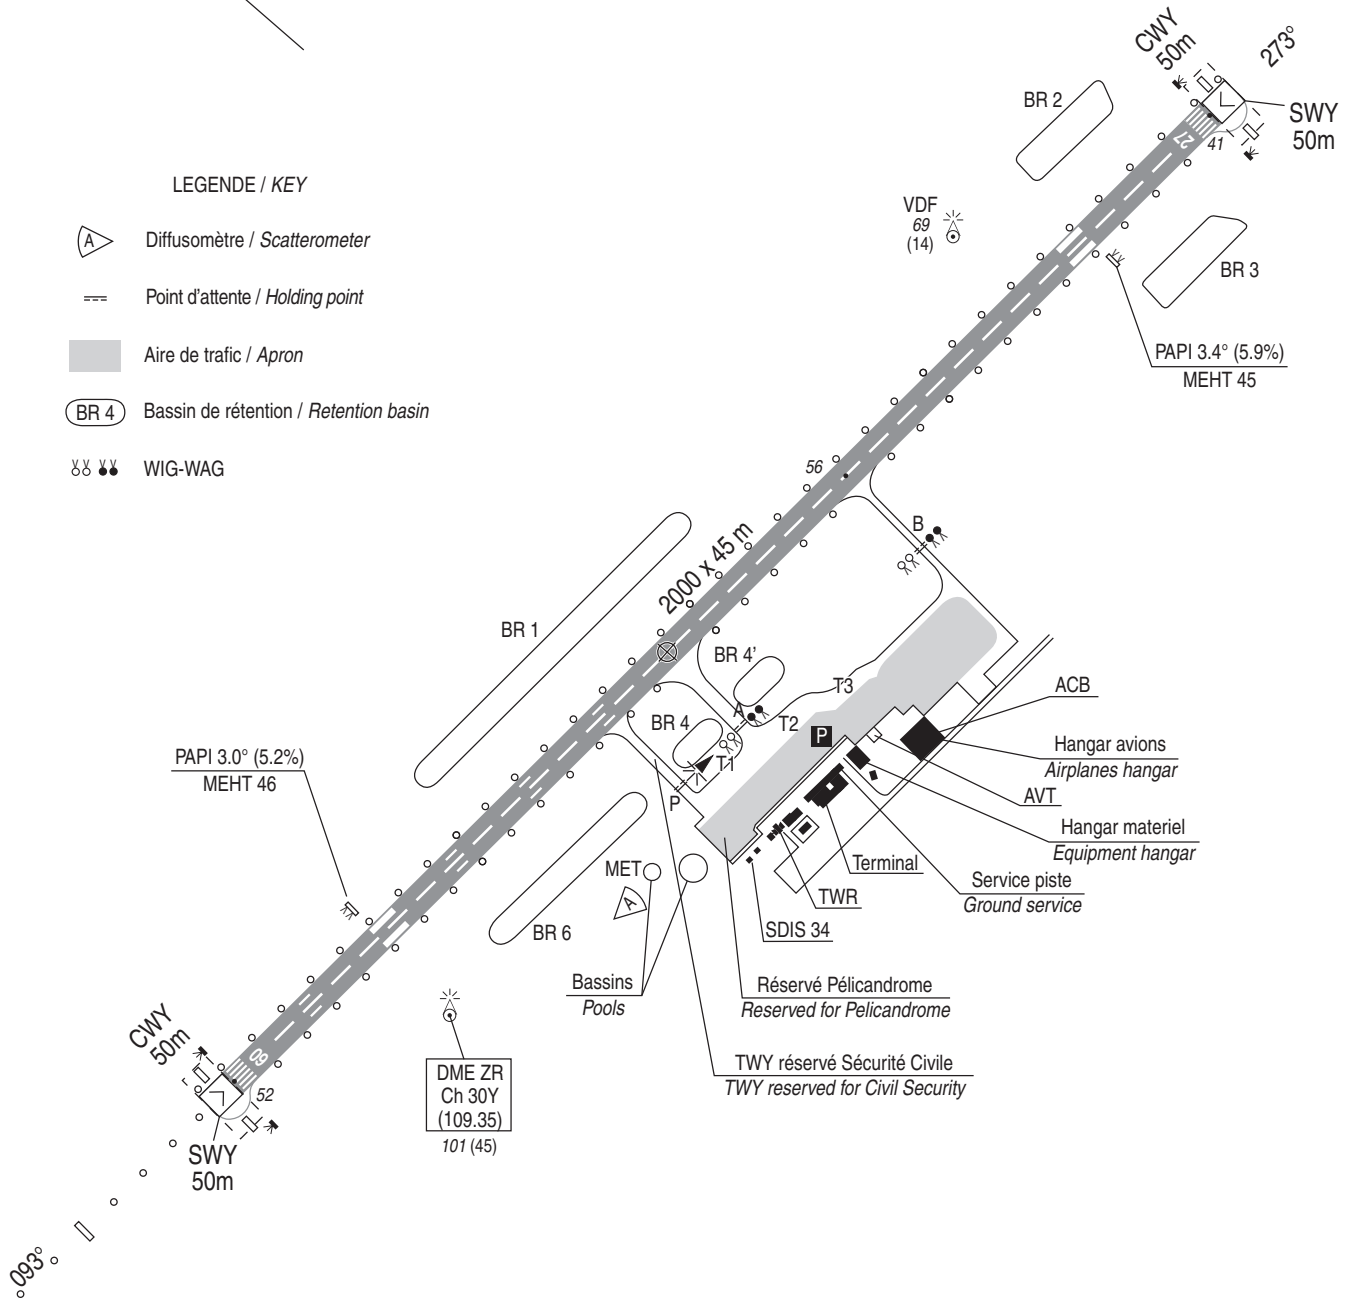 CWY
50m
273°
SWY
50m
41
27
BR 2
VDF
69
(14)
BR 3
PAPI 3.4° (5.9%)
MEHT 45
LEGENDE / KEY
A
Diffusomètre / Scatterometer
Point d'attente / Holding point
Aire de trafic / Apron
BR 4
Bassin de rétention / Retention basin
WIG-WAG
56
B
2000 x 45 m
BR 1
BR 4'
T3
A
T2
BR 4
P
T1
P
ACB
Hangar avions
Airplanes hangar
AVT
Hangar materiel
Equipment hangar
Service piste
Ground service
Terminal
TWR
SDIS 34
PAPI 3.0° (5.2%)
MEHT 46
MET
A
BR 6
Bassins
Pools
Réservé Pélicandrome
Reserved for Pelicandrome
TWY réservé Sécurité Civile
TWY reserved for Civil Security
DME ZR
Ch 30Y
(109.35)
101 (45)
CWY
50m
09
52
SWY
50m
093°